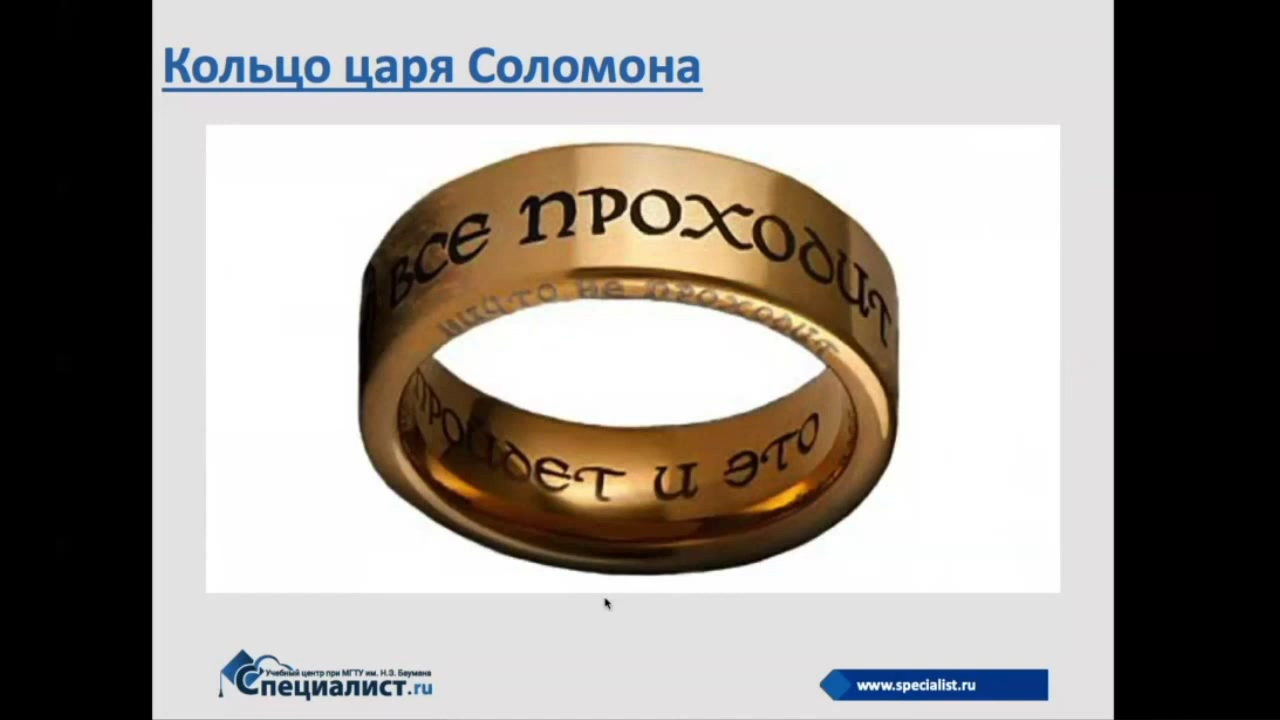 Кольцо царя Соломона
ВСЕ ПРОХОДИТ
ничто не проходит
ПРОЙДЕТ И ЭТО
Учебный центр при МГТУ им. Н.Э. Баумана
Специалист.ru
www.specialist.ru